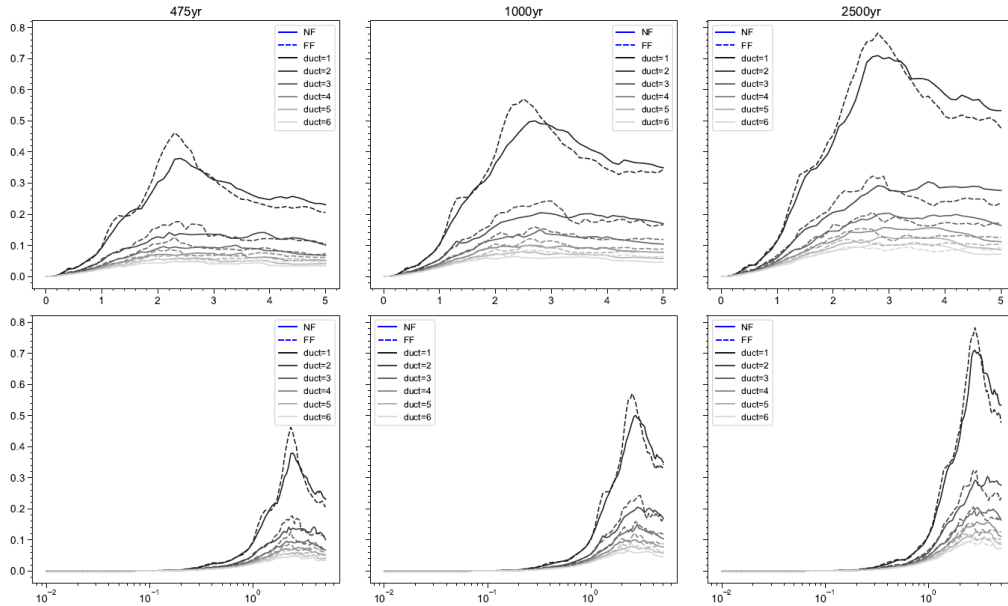 475yr
1000yr
2500yr
0.8
0.7
0.6
0.5
0.4
0.3
0.2
0.1
0.0
NF
FF
duct=1
duct=2
duct=3
duct=4
duct=5
duct=6
NF
FF
duct=1
duct=2
duct=3
duct=4
duct=5
duct=6
NF
FF
duct=1
duct=2
duct=3
duct=4
duct=5
duct=6
0 1 2 3 4 5
0 1 2 3 4 5
0 1 2 3 4 5
0.8
0.7
0.6
0.5
0.4
0.3
0.2
0.1
0.0
NF
FF
duct=1
duct=2
duct=3
duct=4
duct=5
duct=6
NF
FF
duct=1
duct=2
duct=3
duct=4
duct=5
duct=6
NF
FF
duct=1
duct=2
duct=3
duct=4
duct=5
duct=6
10⁻² 10⁻¹ 10⁰
10⁻² 10⁻¹ 10⁰
10⁻² 10⁻¹ 10⁰